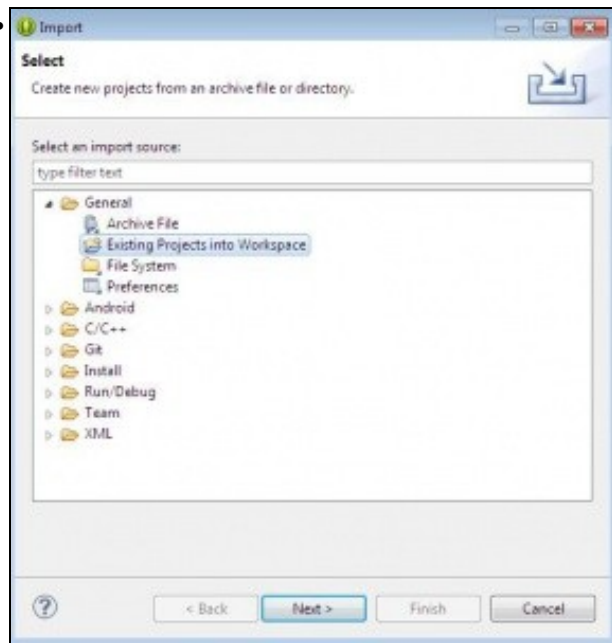 Import
Select
Create new projects from an archive file or directory.
Select an import source:
type filter text
General
Archive File
Existing Projects into Workspace
File System
Preferences
Android
C/C++
Git
Install
Run/Debug
Team
XML
?
< Back Next > Finish Cancel